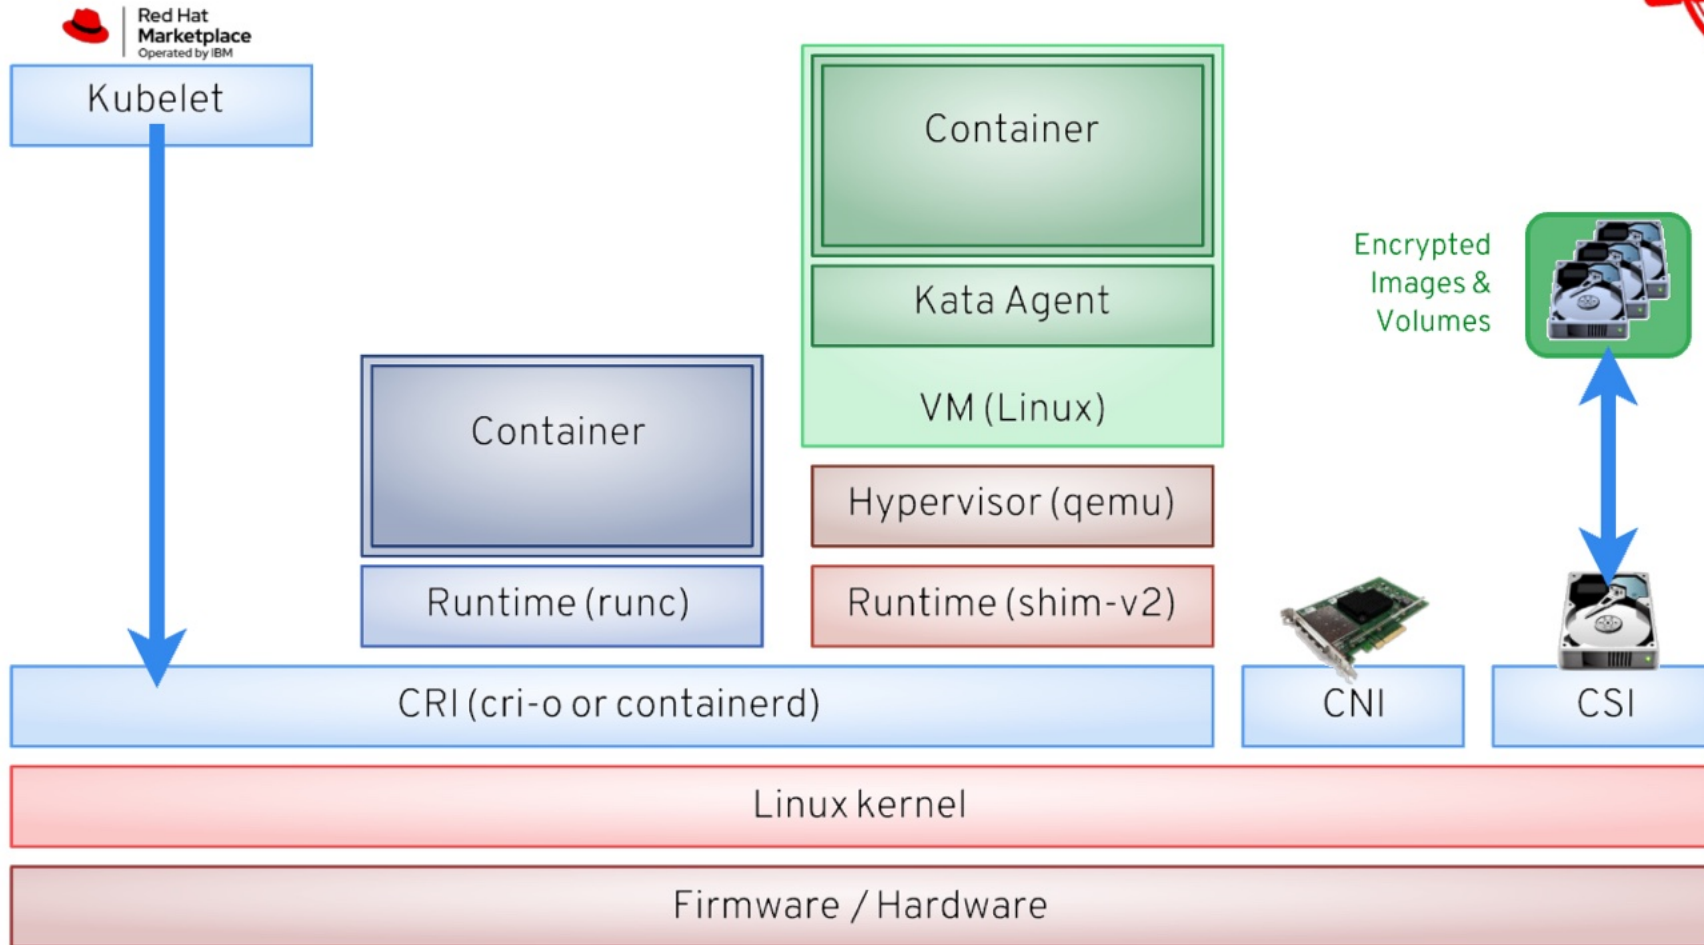 Red Hat
Marketplace
Operated by IBM
Kubelet
Container
Kata Agent
VM (Linux)
Encrypted
Images &
Volumes
Container
Hypervisor (qemu)
Runtime (runc)
Runtime (shim-v2)
CRI (cri-o or containerd)
CNI
CSI
Linux kernel
Firmware / Hardware